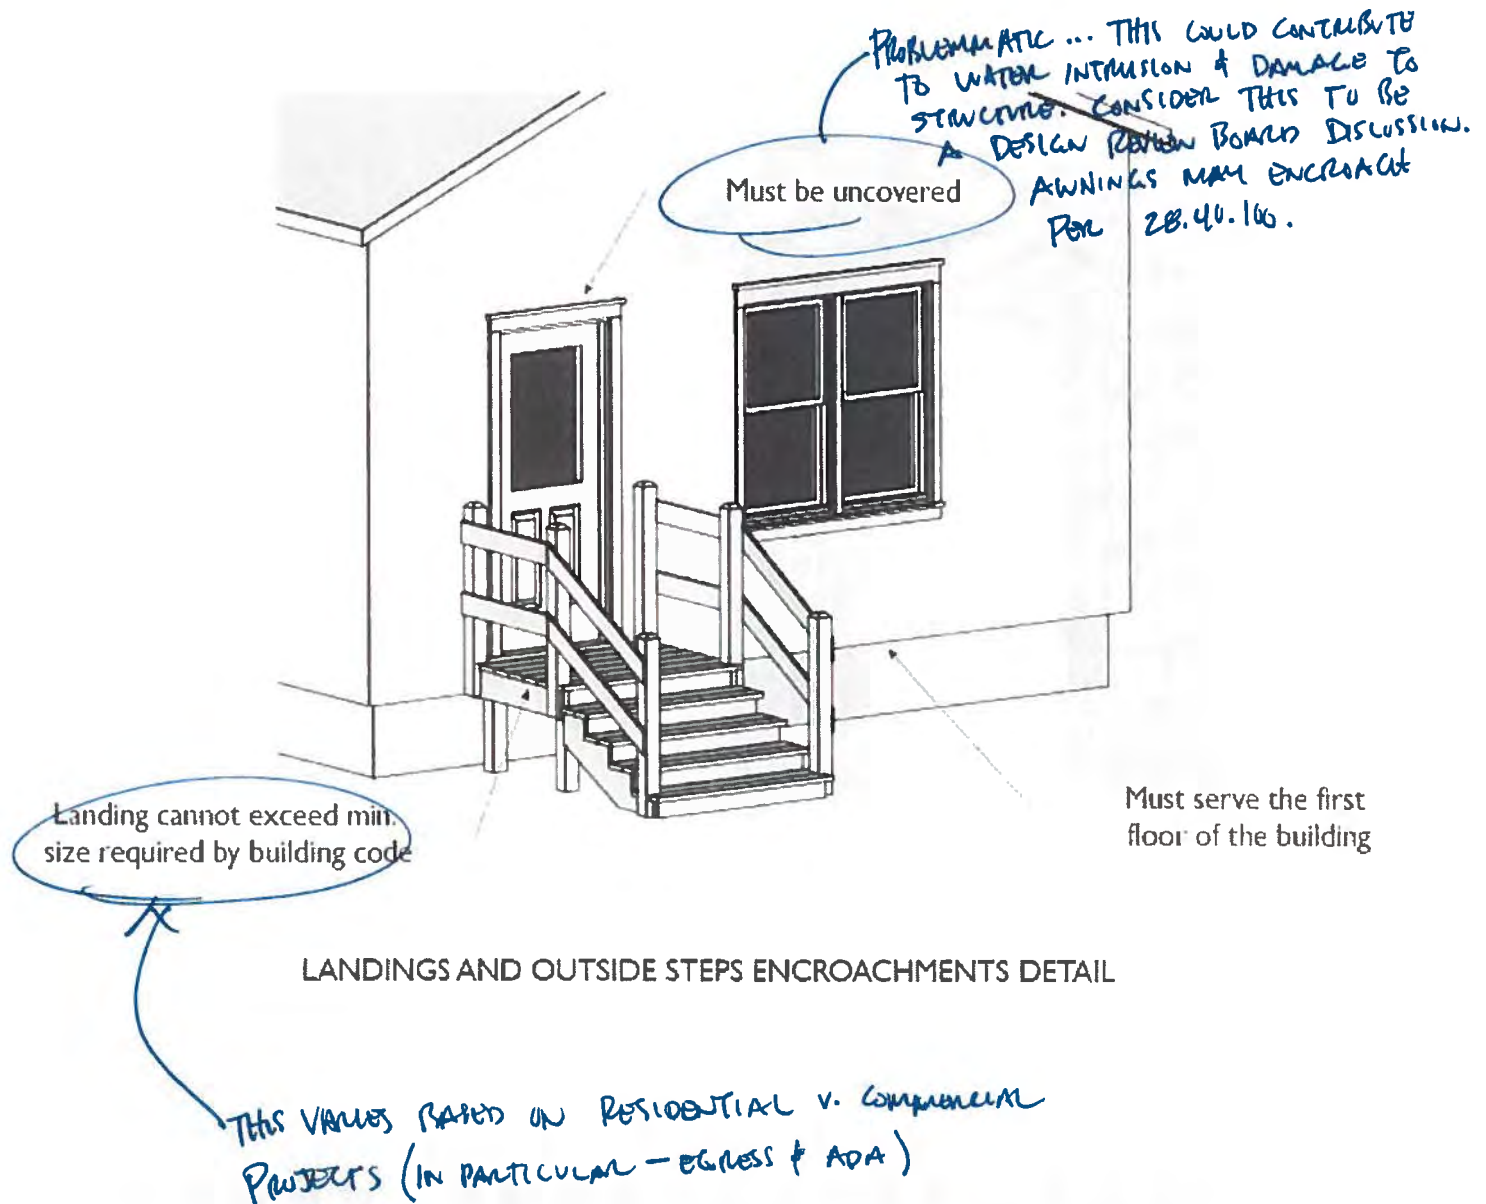 PROBLEMMATIC ... THIS COULD CONTRIBUTE
TO WATER INTRUSION & DAMAGE TO
STRUCTURE. CONSIDER THIS TO BE
A DESIGN REVIEW BOARD DISCUSSION.
AWNINGS MAY ENCROACH
PER 28.40.100.
Must be uncovered
Landing cannot exceed min.
size required by building code
Must serve the first
floor of the building
LANDINGS AND OUTSIDE STEPS ENCROACHMENTS DETAIL
THIS VARIES BASED ON RESIDENTIAL V. COMMERCIAL
PROJECTS (IN PARTICULAR - EGRESS & ADA)